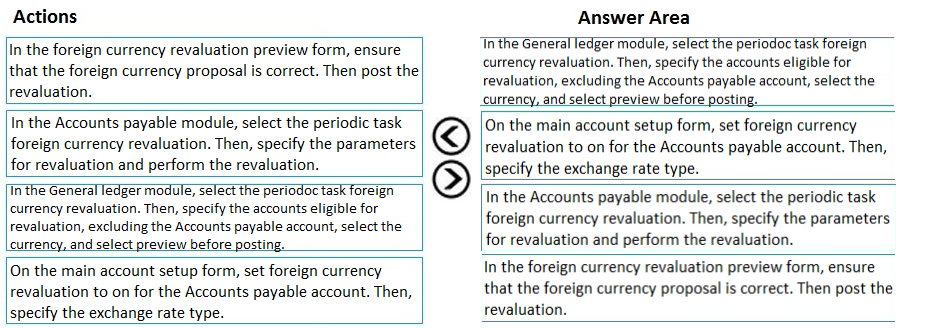 Actions
In the foreign currency revaluation preview form, ensure
that the foreign currency proposal is correct. Then post the
revaluation.
In the Accounts payable module, select the periodic task
foreign currency revaluation. Then, specify the parameters
for revaluation and perform the revaluation.
In the General ledger module, select the periodoc task foreign
currency revaluation. Then, specify the accounts eligible for
revaluation, excluding the Accounts payable account, select the
currency, and select preview before posting.
On the main account setup form, set foreign currency
revaluation to on for the Accounts payable account. Then,
specify the exchange rate type.
Answer Area
In the General ledger module, select the periodoc task foreign
currency revaluation. Then, specify the accounts eligible for
revaluation, excluding the Accounts payable account, select the
currency, and select preview before posting.
On the main account setup form, set foreign currency
revaluation to on for the Accounts payable account. Then,
specify the exchange rate type.
In the Accounts payable module, select the periodic task
foreign currency revaluation. Then, specify the parameters
for revaluation and perform the revaluation.
In the foreign currency revaluation preview form, ensure
that the foreign currency proposal is correct. Then post the
revaluation.